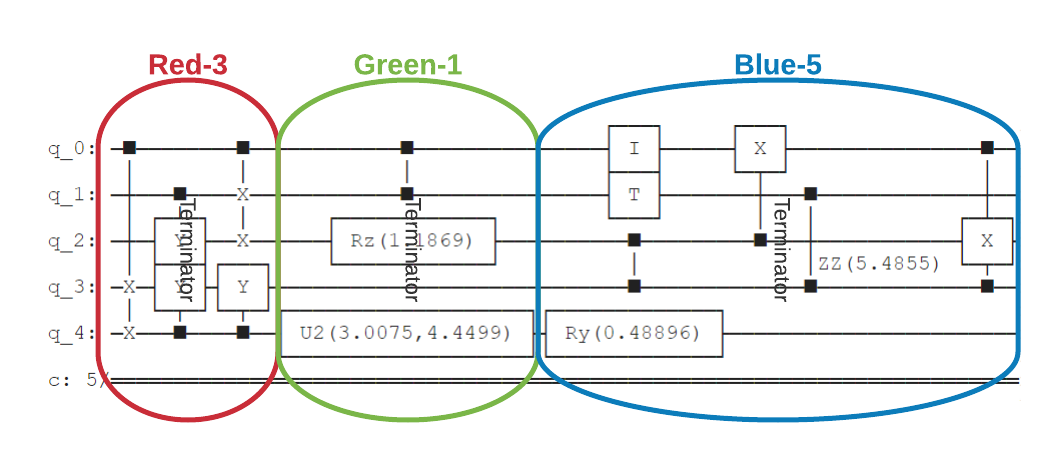 Red-3 Green-1 Blue-5
q_0: I X
q_1: X T
q_2: Y X Rz(1.1869) X
q_3: X Y Y ZZ(5.4855)
q_4: X U2(3.0075,4.4499) Ry(0.48896)
c: 5/
Terminator
Terminator
Terminator